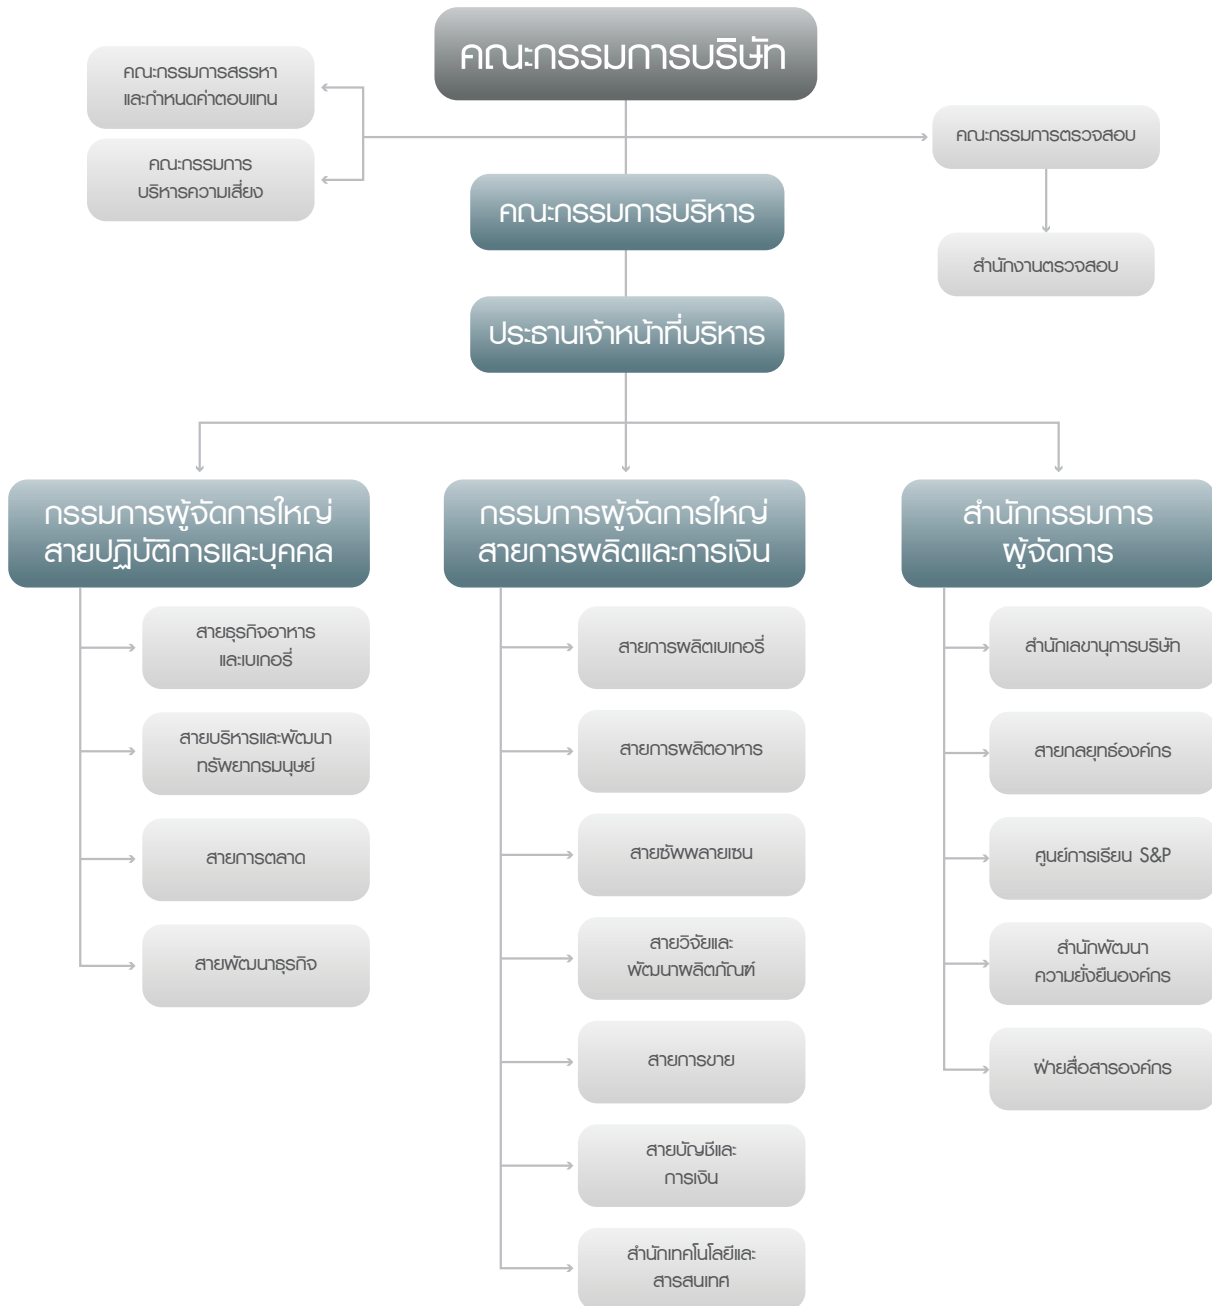 คณะกรรมการบริษัท
คณะกรรมการสรรหา
และกำหนดค่าตอบแทน
คณะกรรมการ
บริหารความเสี่ยง
คณะกรรมการตรวจสอบ
สำนักงานตรวจสอบ
คณะกรรมการบริหาร
ประธานเจ้าหน้าที่บริหาร
กรรมการผู้จัดการใหญ่
สายปฏิบัติการและบุคคล
สายธุรกิจอาหาร
และเบเกอรี่
สายบริหารและพัฒนา
ทรัพยากรมนุษย์
สายการตลาด
สายพัฒนาธุรกิจ
กรรมการผู้จัดการใหญ่
สายการผลิตและการเงิน
สายการผลิตเบเกอรี่
สายการผลิตอาหาร
สายซัพพลายเชน
สายวิจัยและ
พัฒนาผลิตภัณฑ์
สายการขาย
สายบัญชีและ
การเงิน
สำนักเทคโนโลยีและ
สารสนเทศ
สำนักกรรมการ
ผู้จัดการ
สำนักเลขานุการบริษัท
สายกลยุทธ์องค์กร
ศูนย์การเรียน S&P
สำนักพัฒนา
ความยั่งยืนองค์กร
ฝ่ายสื่อสารองค์กร